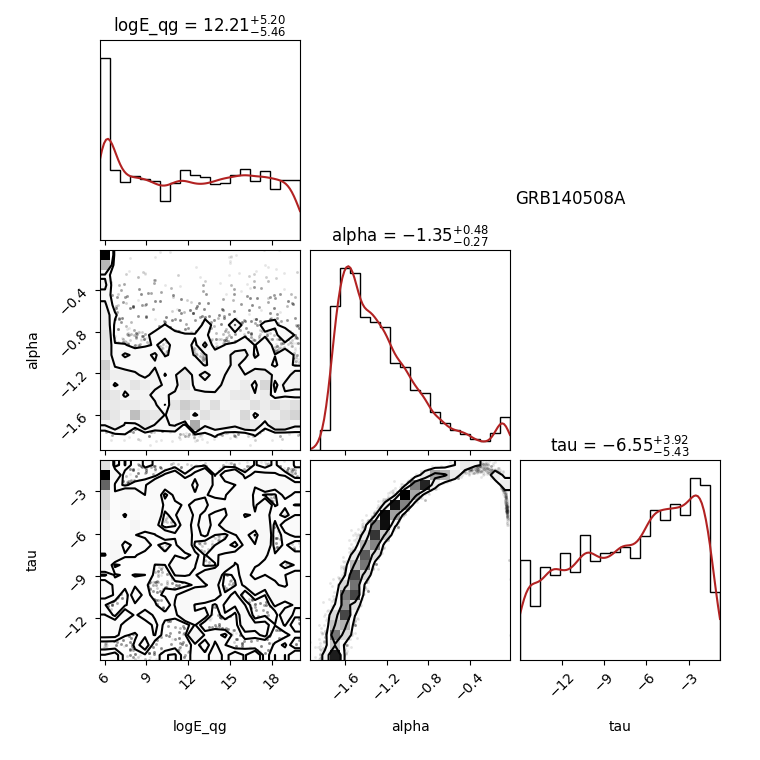 logE_qg = 12.21+5.20−5.46
GRB140508A
alpha = −1.35+0.48−0.27
−0.4
−0.8
−1.2
−1.6
alpha
tau = −6.55+3.92−5.43
−3
−6
−9
−12
tau
6 9 12 15 18 −1.6 −1.2 −0.8 −0.4 −12 −9 −6 −3
logE_qg alpha tau